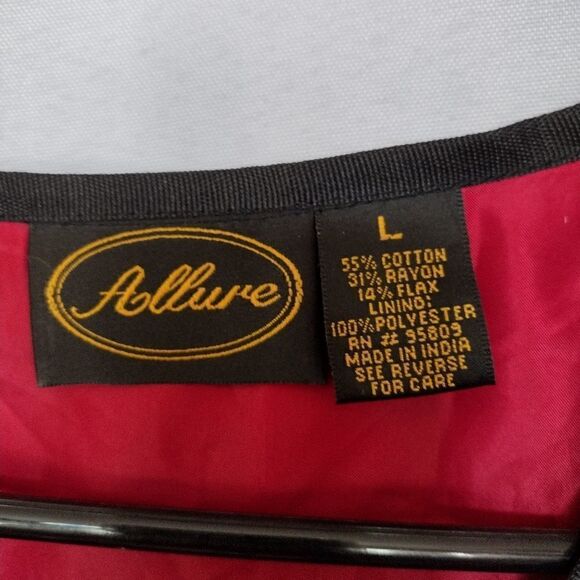 Allure
L
55% COTTON
31% RAYON
14% FLAX
LINING:
100% POLYESTER
RN # 95809
MADE IN INDIA
SEE REVERSE
FOR CARE